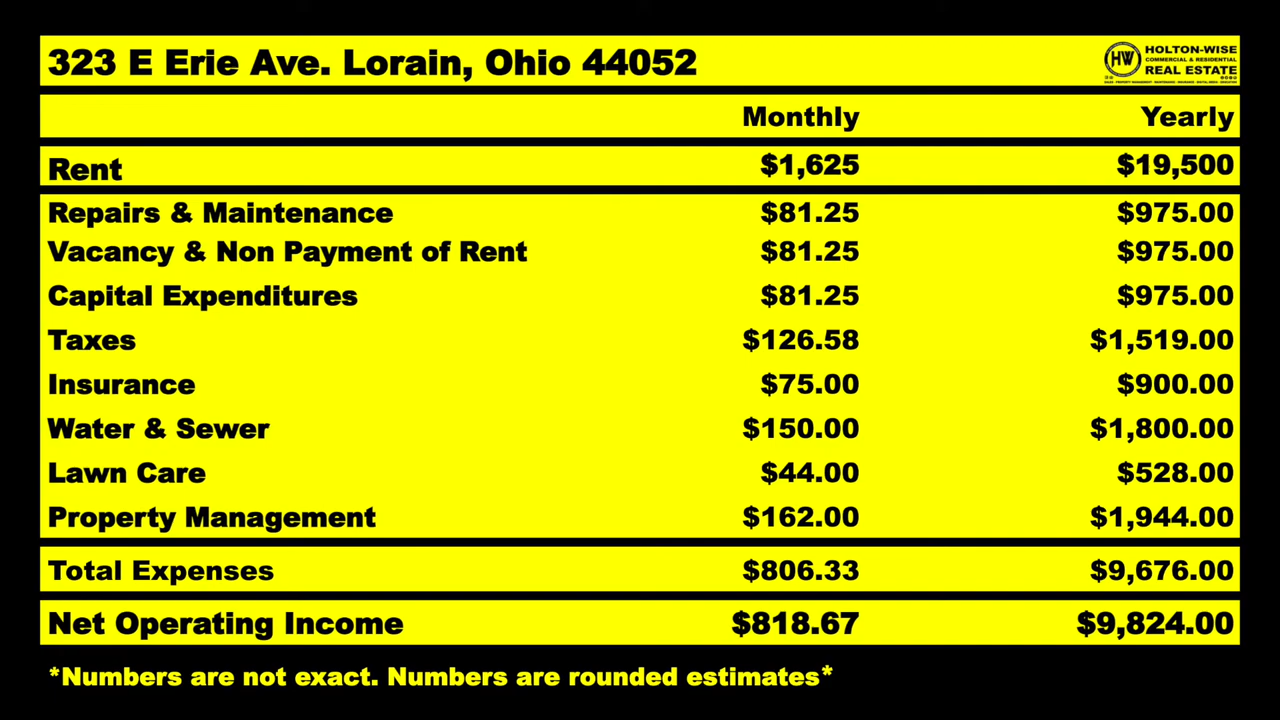 323 E Erie Ave. Lorain, Ohio 44052
HOLTON-WISE
COMMERCIAL & RESIDENTIAL
REAL ESTATE
HW
Monthly Yearly
Rent $1,625 $19,500
Repairs & Maintenance $81.25 $975.00
Vacancy & Non Payment of Rent $81.25 $975.00
Capital Expenditures $81.25 $975.00
Taxes $126.58 $1,519.00
Insurance $75.00 $900.00
Water & Sewer $150.00 $1,800.00
Lawn Care $44.00 $528.00
Property Management $162.00 $1,944.00
Total Expenses $806.33 $9,676.00
Net Operating Income $818.67 $9,824.00
*Numbers are not exact. Numbers are rounded estimates*